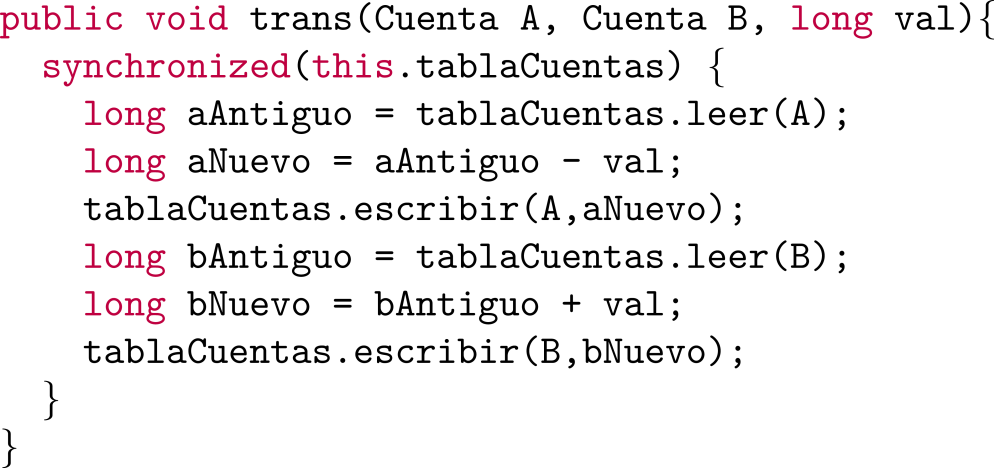 public void trans(Cuenta A, Cuenta B, long val){
  synchronized(this.tablaCuentas) {
    long aAntiguo = tablaCuentas.leer(A);
    long aNuevo = aAntiguo - val;
    tablaCuentas.escribir(A,aNuevo);
    long bAntiguo = tablaCuentas.leer(B);
    long bNuevo = bAntiguo + val;
    tablaCuentas.escribir(B,bNuevo);
  }
}